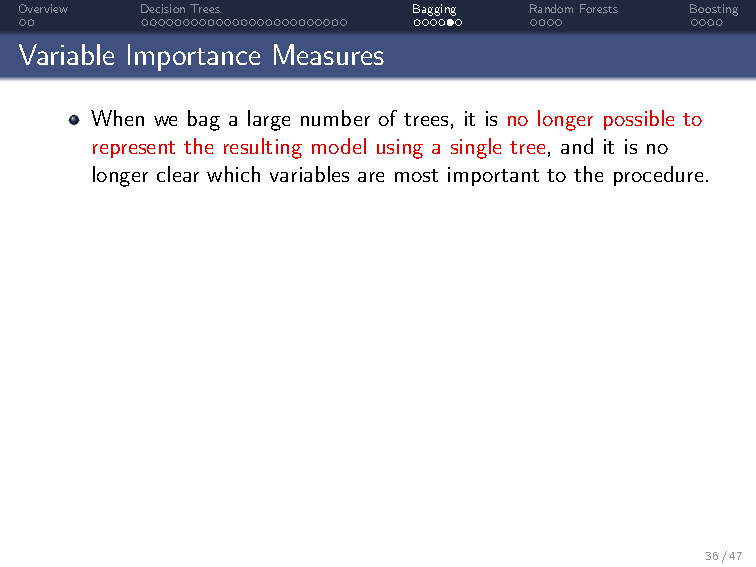 Overview Decision Trees Bagging Random Forests Boosting
Variable Importance Measures
When we bag a large number of trees, it is no longer possible to
represent the resulting model using a single tree, and it is no
longer clear which variables are most important to the procedure.
36 / 47